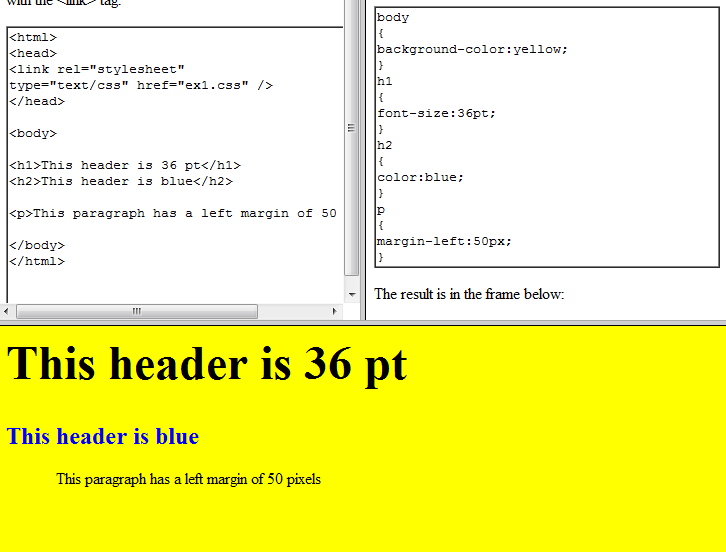 with the <link> tag:
<html>
<head>
<link rel="stylesheet"
type="text/css" href="ex1.css" />
</head>
<body>
<h1>This header is 36 pt</h1>
<h2>This header is blue</h2>
<p>This paragraph has a left margin of 50
</body>
</html>
body
{
background-color:yellow;
}
h1
{
font-size:36pt;
}
h2
{
color:blue;
}
p
{
margin-left:50px;
}
The result is in the frame below:
This header is 36 pt
This header is blue
This paragraph has a left margin of 50 pixels